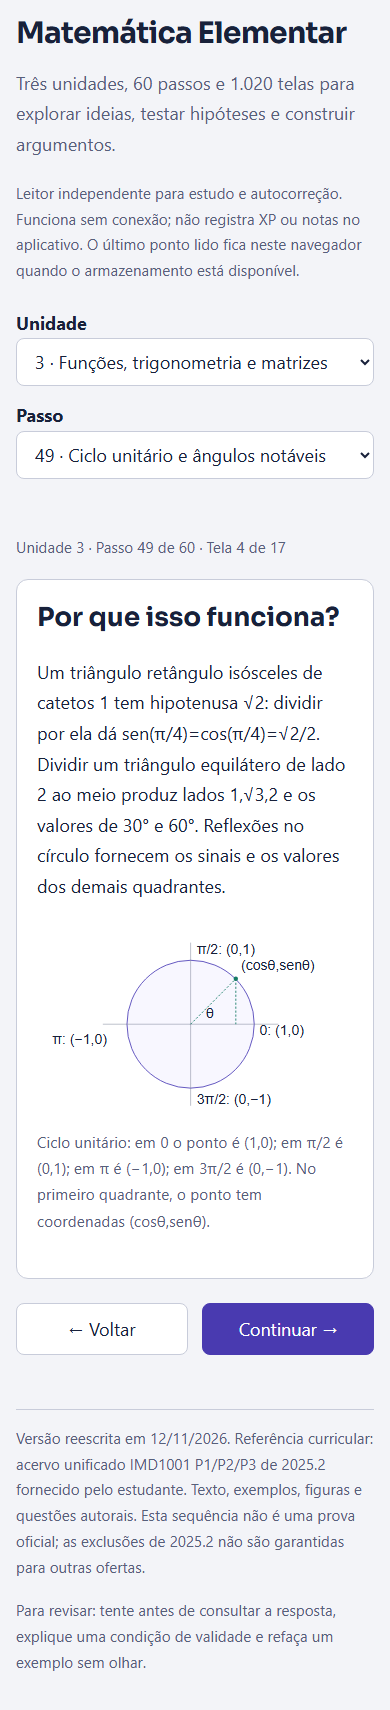 Matemática Elementar
Três unidades, 60 passos e 1.020 telas para
explorar ideias, testar hipóteses e construir
argumentos.
Leitor independente para estudo e autocorreção.
Funciona sem conexão; não registra XP ou notas no
aplicativo. O último ponto lido fica neste navegador
quando o armazenamento está disponível.
Unidade
3 · Funções, trigonometria e matrizes
Passo
49 · Ciclo unitário e ângulos notáveis
Unidade 3 · Passo 49 de 60 · Tela 4 de 17
Por que isso funciona?
Um triângulo retângulo isósceles de
catetos 1 tem hipotenusa √2: dividir
por ela dá sen(π/4)=cos(π/4)=√2/2.
Dividir um triângulo equilátero de lado
2 ao meio produz lados 1,√3,2 e os
valores de 30° e 60°. Reflexões no
círculo fornecem os sinais e os valores
dos demais quadrantes.
π/2: (0,1)
(cosθ,senθ)
θ
0: (1,0)
π: (−1,0)
3π/2: (0,−1)
Ciclo unitário: em 0 o ponto é (1,0); em π/2 é
(0,1); em π é (−1,0); em 3π/2 é (0,−1). No
primeiro quadrante, o ponto tem
coordenadas (cosθ,senθ).
← Voltar
Continuar →
Versão reescrita em 12/11/2026. Referência curricular:
acervo unificado IMD1001 P1/P2/P3 de 2025.2
fornecido pelo estudante. Texto, exemplos, figuras e
questões autorais. Esta sequência não é uma prova
oficial; as exclusões de 2025.2 não são garantidas
para outras ofertas.
Para revisar: tente antes de consultar a resposta,
explique uma condição de validade e refaça um
exemplo sem olhar.